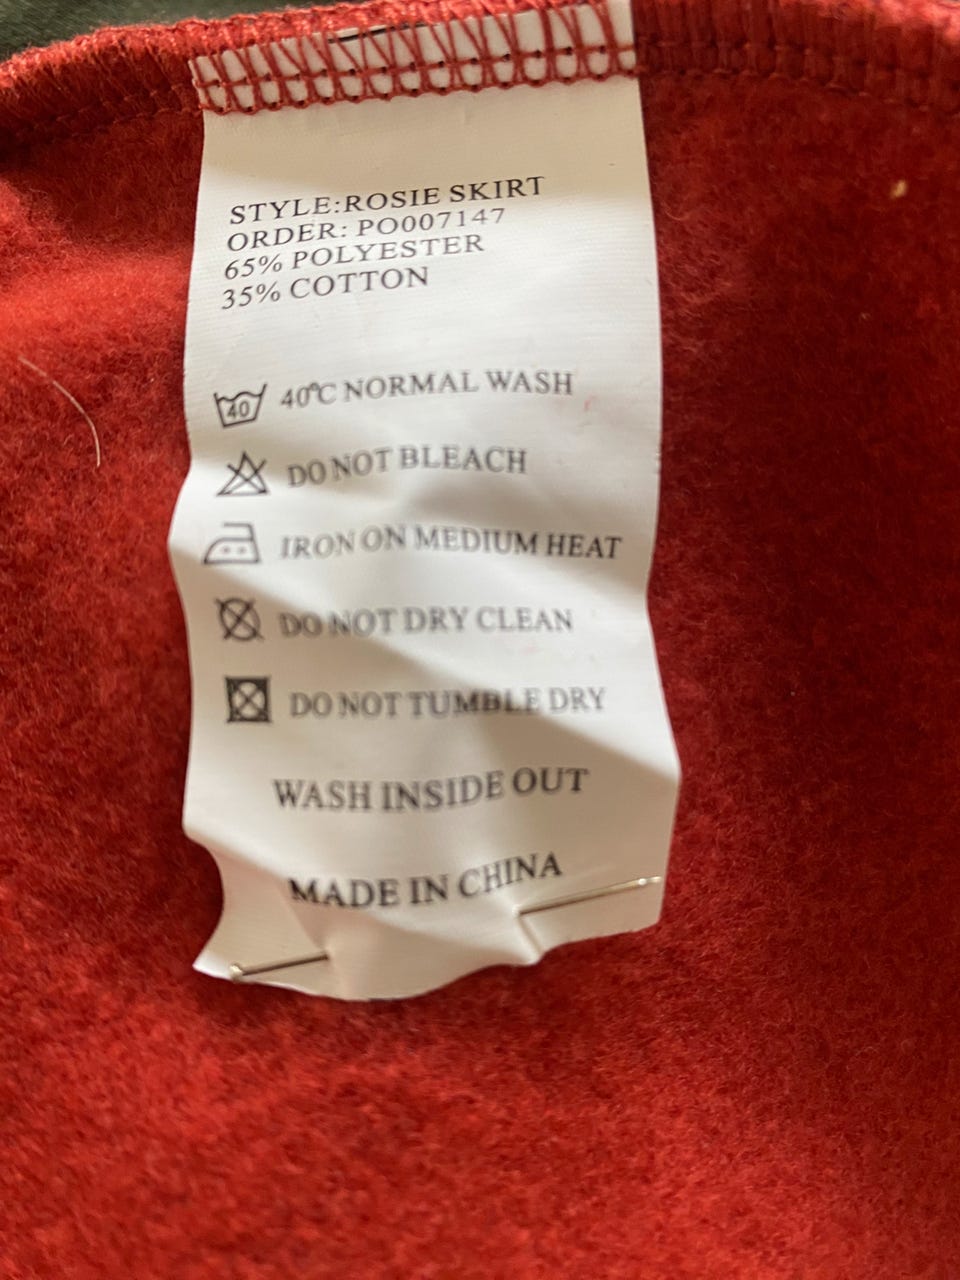 STYLE:ROSIE SKIRT
ORDER: PO007147
65% POLYESTER
35% COTTON
40 40°C NORMAL WASH
DO NOT BLEACH
IRON ON MEDIUM HEAT
DO NOT DRY CLEAN
DO NOT TUMBLE DRY
WASH INSIDE OUT
MADE IN CHINA